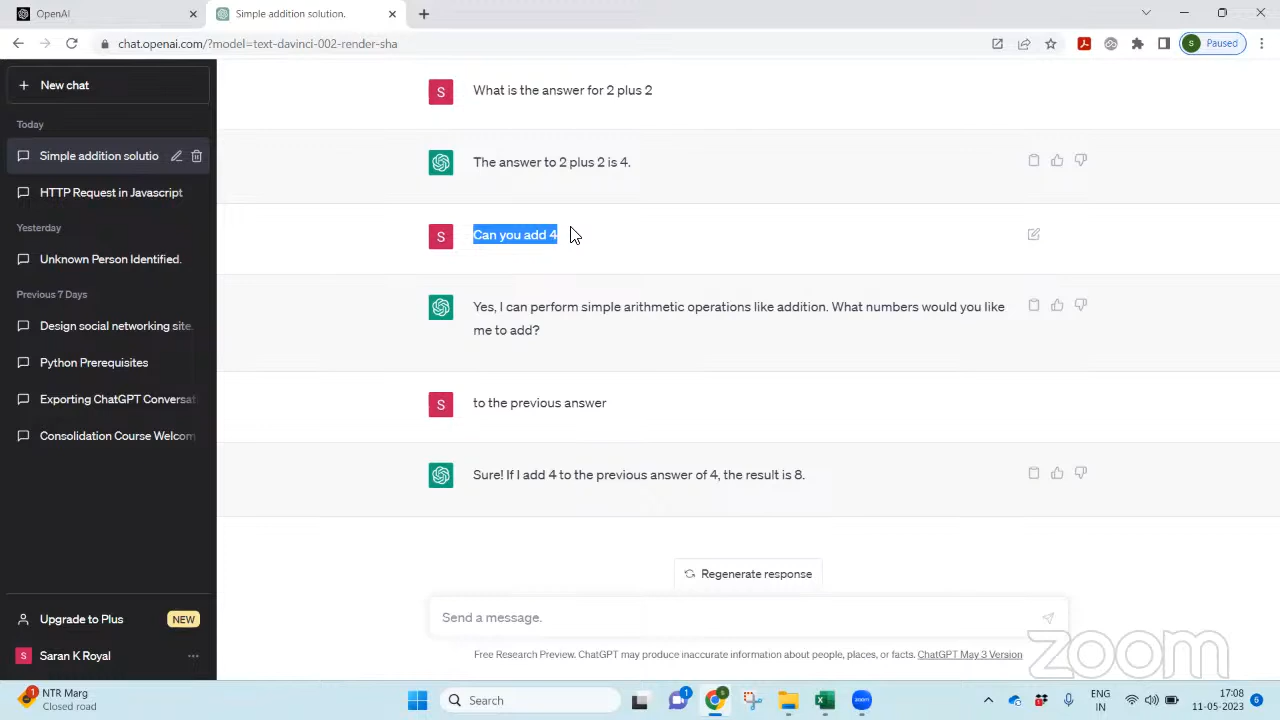 OpenAI
Simple addition solution.
chat.openai.com/?model=text-davinci-002-render-sha
S
Paused
New chat
Today
Simple addition solutio
HTTP Request in Javascript
Yesterday
Unknown Person Identified.
Previous 7 Days
Design social networking site.
Python Prerequisites
Exporting ChatGPT Conversat
Consolidation Course Welcom
Upgrade to Plus
NEW
S
Saran K Royal
S
What is the answer for 2 plus 2
The answer to 2 plus 2 is 4.
S
Can you add 4
Yes, I can perform simple arithmetic operations like addition. What numbers would you like
me to add?
S
to the previous answer
Sure! If I add 4 to the previous answer of 4, the result is 8.
Regenerate response
Send a message.
Free Research Preview. ChatGPT may produce inaccurate information about people, places, or facts. ChatGPT May 3 Version
zoom
1
NTR Marg
Closed road
Search
1
zoom
ENG
IN
17:08
11-05-2023
6